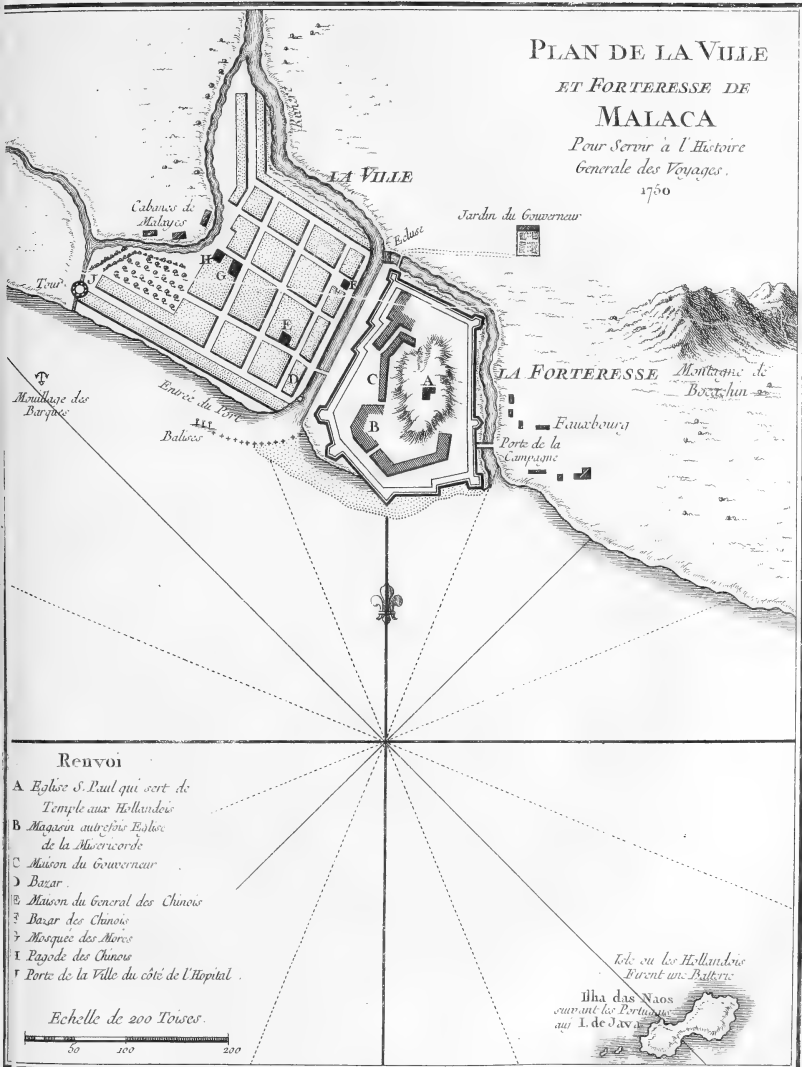 PLAN DE LA VILLE
ET FORTERESSE DE
MALACA
Pour Servir à l'Histoire
Generale des Voyages.
1750
LA VILLE
Cabanes de
Malayes
Jardin du Gouverneur
Ecluse
H
G
F
E
D
J
Tour
C
A
B
LA FORTERESSE
Montagne de
Mouillage des
Barques
Entrée du Port
Balises
Fauxbourg
Porte de la
Campagne
Renvoi
A Eglise S. Paul qui sert de
Temple aux Hollandois
B Magasin autrefois Eglise
de la Misericorde
C Maison du Gouverneur
D Bazar.
E Maison du General des Chinois
F Bazar des Chinois
G Mosquée des Mores
H Pagode des Chinois
J Porte de la Ville du côté de l'Hopital.
Echelle de 200 Toises.
50 100 200
Isle ou les Hollandois
Firent une Batterie
Ilha das Naos
suivant les Portugais
auj I. de Java